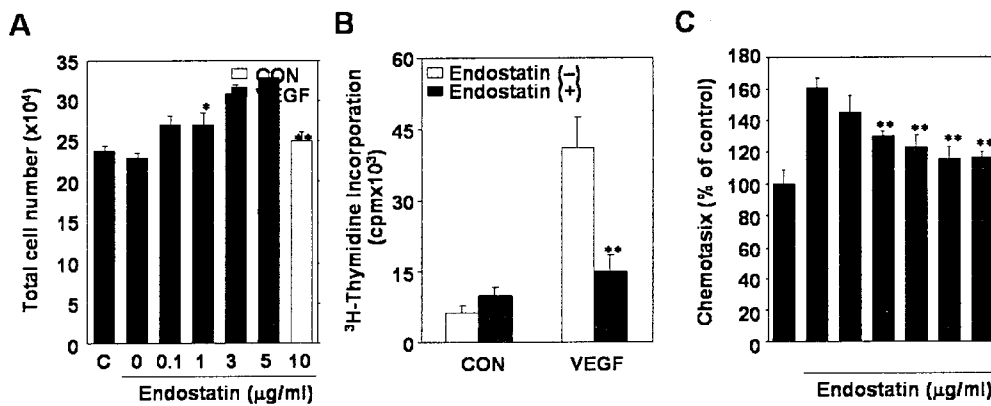 A
B
C
35
30
25
20
15
10
5
0
Total cell number (x10⁴)
CON
VEGF
*
**
C 0 0.1 1 3 5 10
Endostatin (μg/ml)
60
45
30
15
0
³H-Thymidine Incorporation
(cpmx10³)
Endostatin (−)
Endostatin (+)
**
CON VEGF
180
160
140
120
100
80
60
40
20
0
Chemotasix (% of control)
** ** ** **
Endostatin (μg/ml)